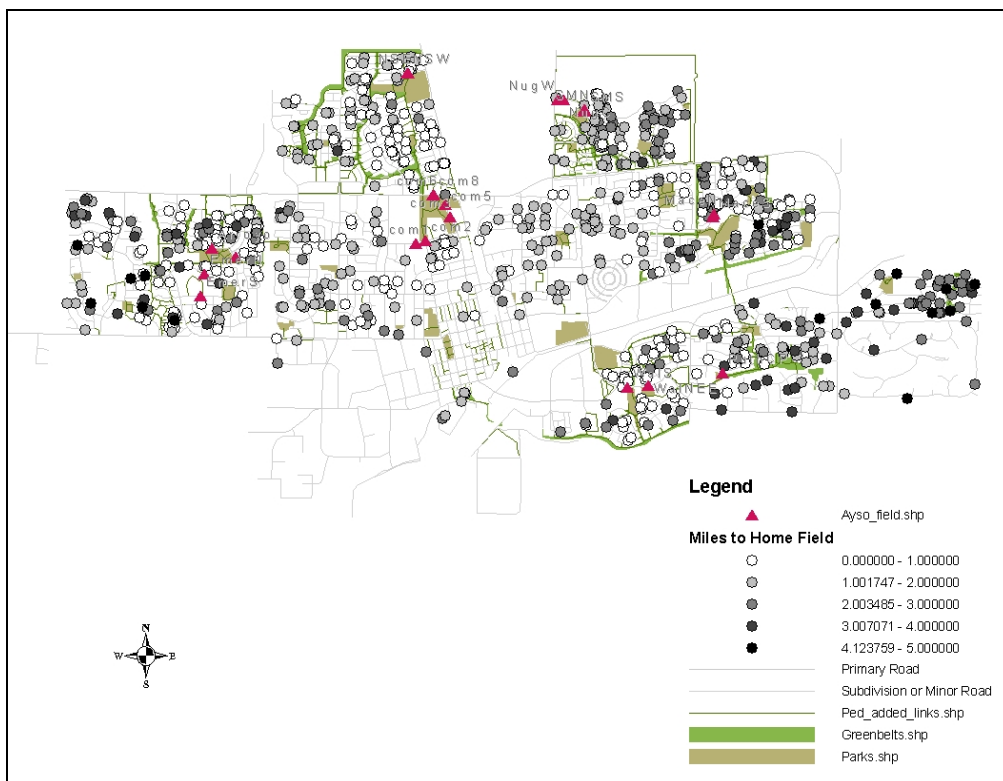 NugW
com8
com5
com2
Legend
Ayso_field.shp
Miles to Home Field
0.000000 - 1.000000
1.001747 - 2.000000
2.003485 - 3.000000
3.007071 - 4.000000
4.123759 - 5.000000
Primary Road
Subdivision or Minor Road
Ped_added_links.shp
Greenbelts.shp
Parks.shp
N
W E
S